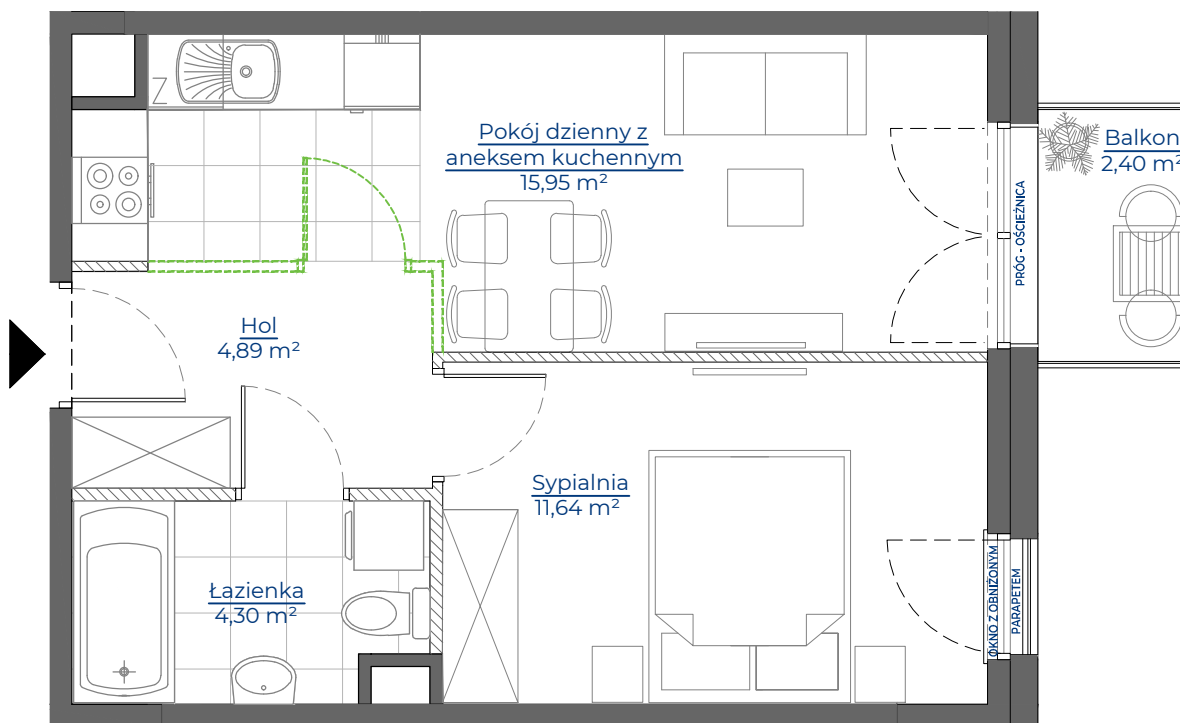 Pokój dzienny z
aneksem kuchennym
15,95 m²
Balkon
2,40 m²
PRÓG - OŚCIEŻNICA
Z
Hol
4,89 m²
Sypialnia
11,64 m²
Łazienka
4,30 m²
OKNO Z OBNIŻONYM
PARAPETEM